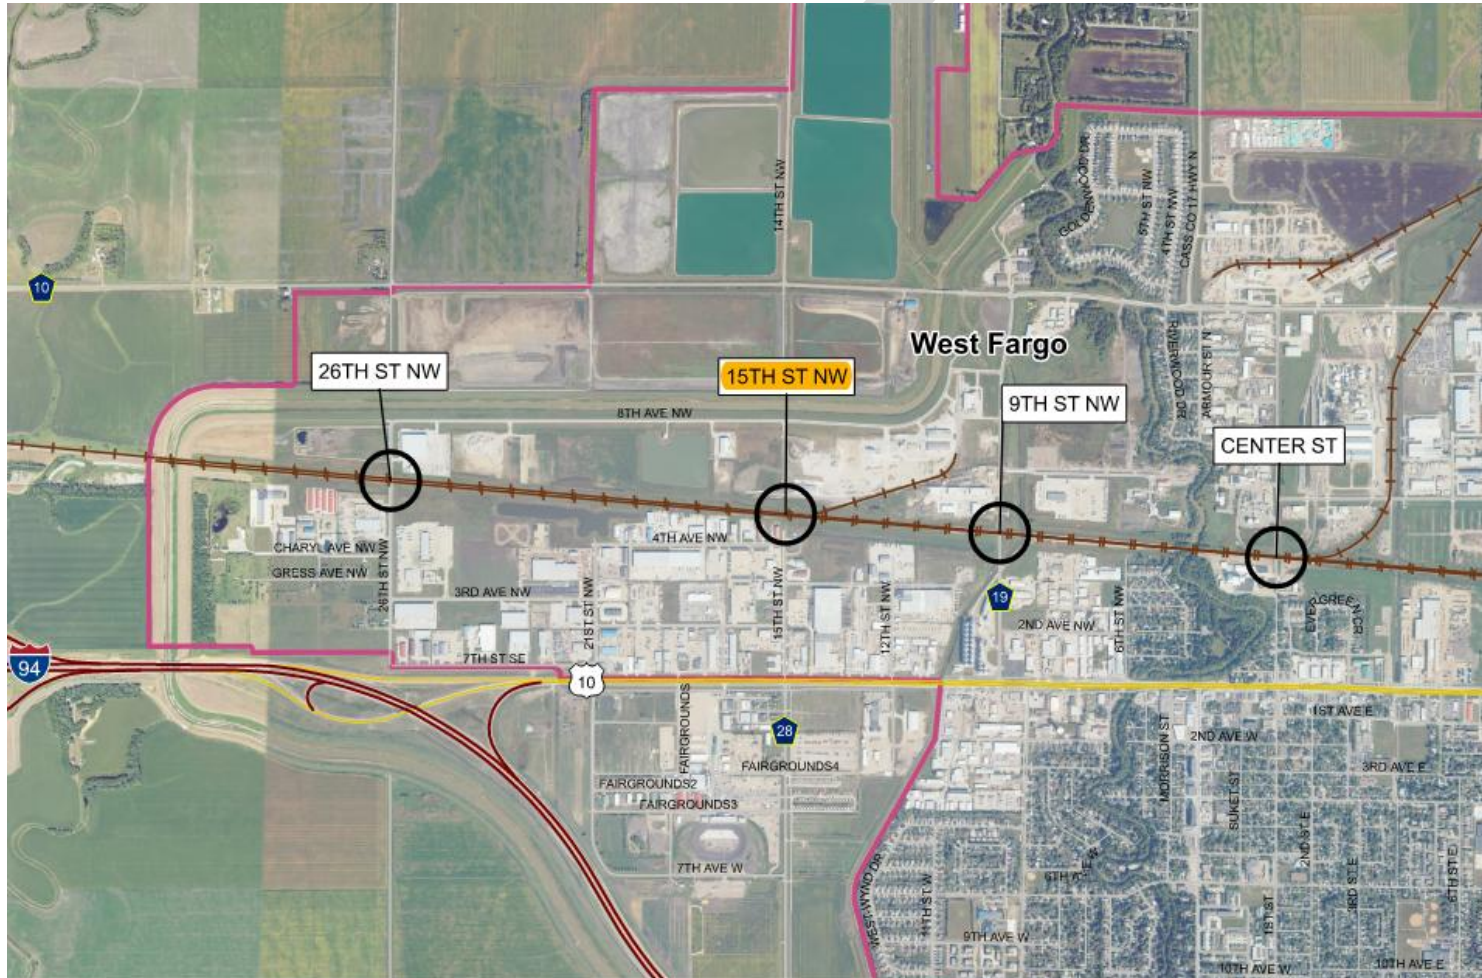 14TH ST NW
GOLDENWOOD DR
5TH ST NW
4TH ST NW
CASS CO 17 HWY N
10
West Fargo
RIVERWOOD DR
ARMOUR ST N
26TH ST NW
15TH ST NW
9TH ST NW
8TH AVE NW
CENTER ST
CHARYL AVE NW
GRESS AVE NW
26TH ST NW
3RD AVE NW
4TH AVE NW
21ST ST NW
15TH ST NW
12TH ST NW
19
2ND AVE NW
6TH ST NW
EVERGREEN CR
94
7TH ST SE
10
28
FAIRGROUNDS
FAIRGROUNDS2
FAIRGROUNDS3
FAIRGROUNDS4
7TH AVE W
WEST WYND DR
11TH ST W
9TH AVE W
MORRISON ST
1ST AVE E
2ND AVE W
3RD AVE E
SUKET ST
2ND ST E
3RD ST E
6TH ST E
1ST ST
10TH AVE W
10TH AVE E